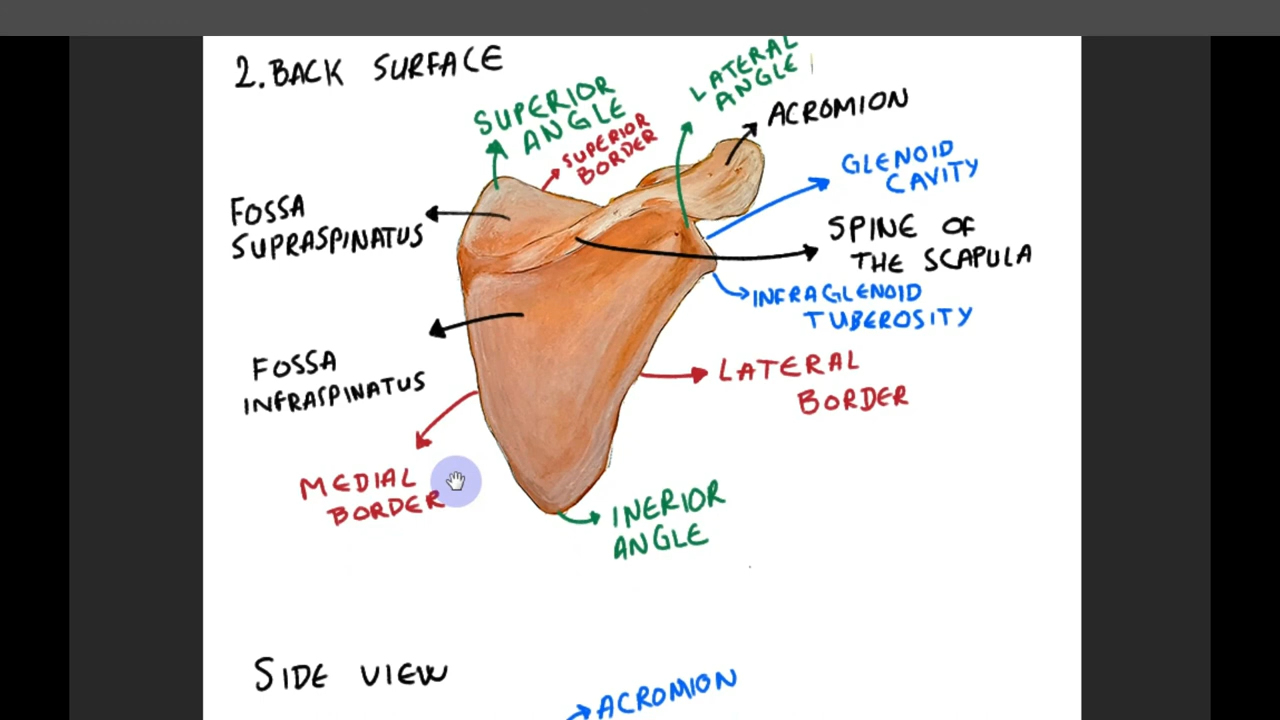 2. BACK SURFACE
SUPERIOR
ANGLE
SUPERIOR
BORDER
LATERAL
ANGLE
ACROMION
GLENOID
CAVITY
FOSSA
SUPRASPINATUS
SPINE OF
THE SCAPULA
INFRAGLENOID
TUBEROSITY
FOSSA
INFRASPINATUS
LATERAL
BORDER
MEDIAL
BORDER
INERIOR
ANGLE
SIDE VIEW
ACROMION